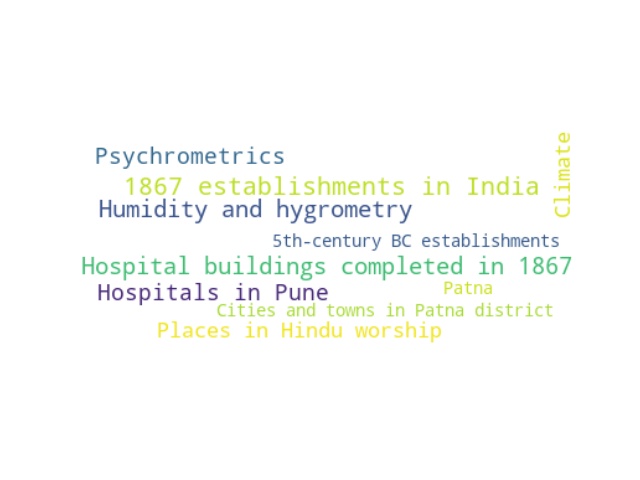 Psychrometrics
Climate
1867 establishments in India
Humidity and hygrometry
5th-century BC establishments
Hospital buildings completed in 1867
Hospitals in Pune
Patna
Cities and towns in Patna district
Places in Hindu worship